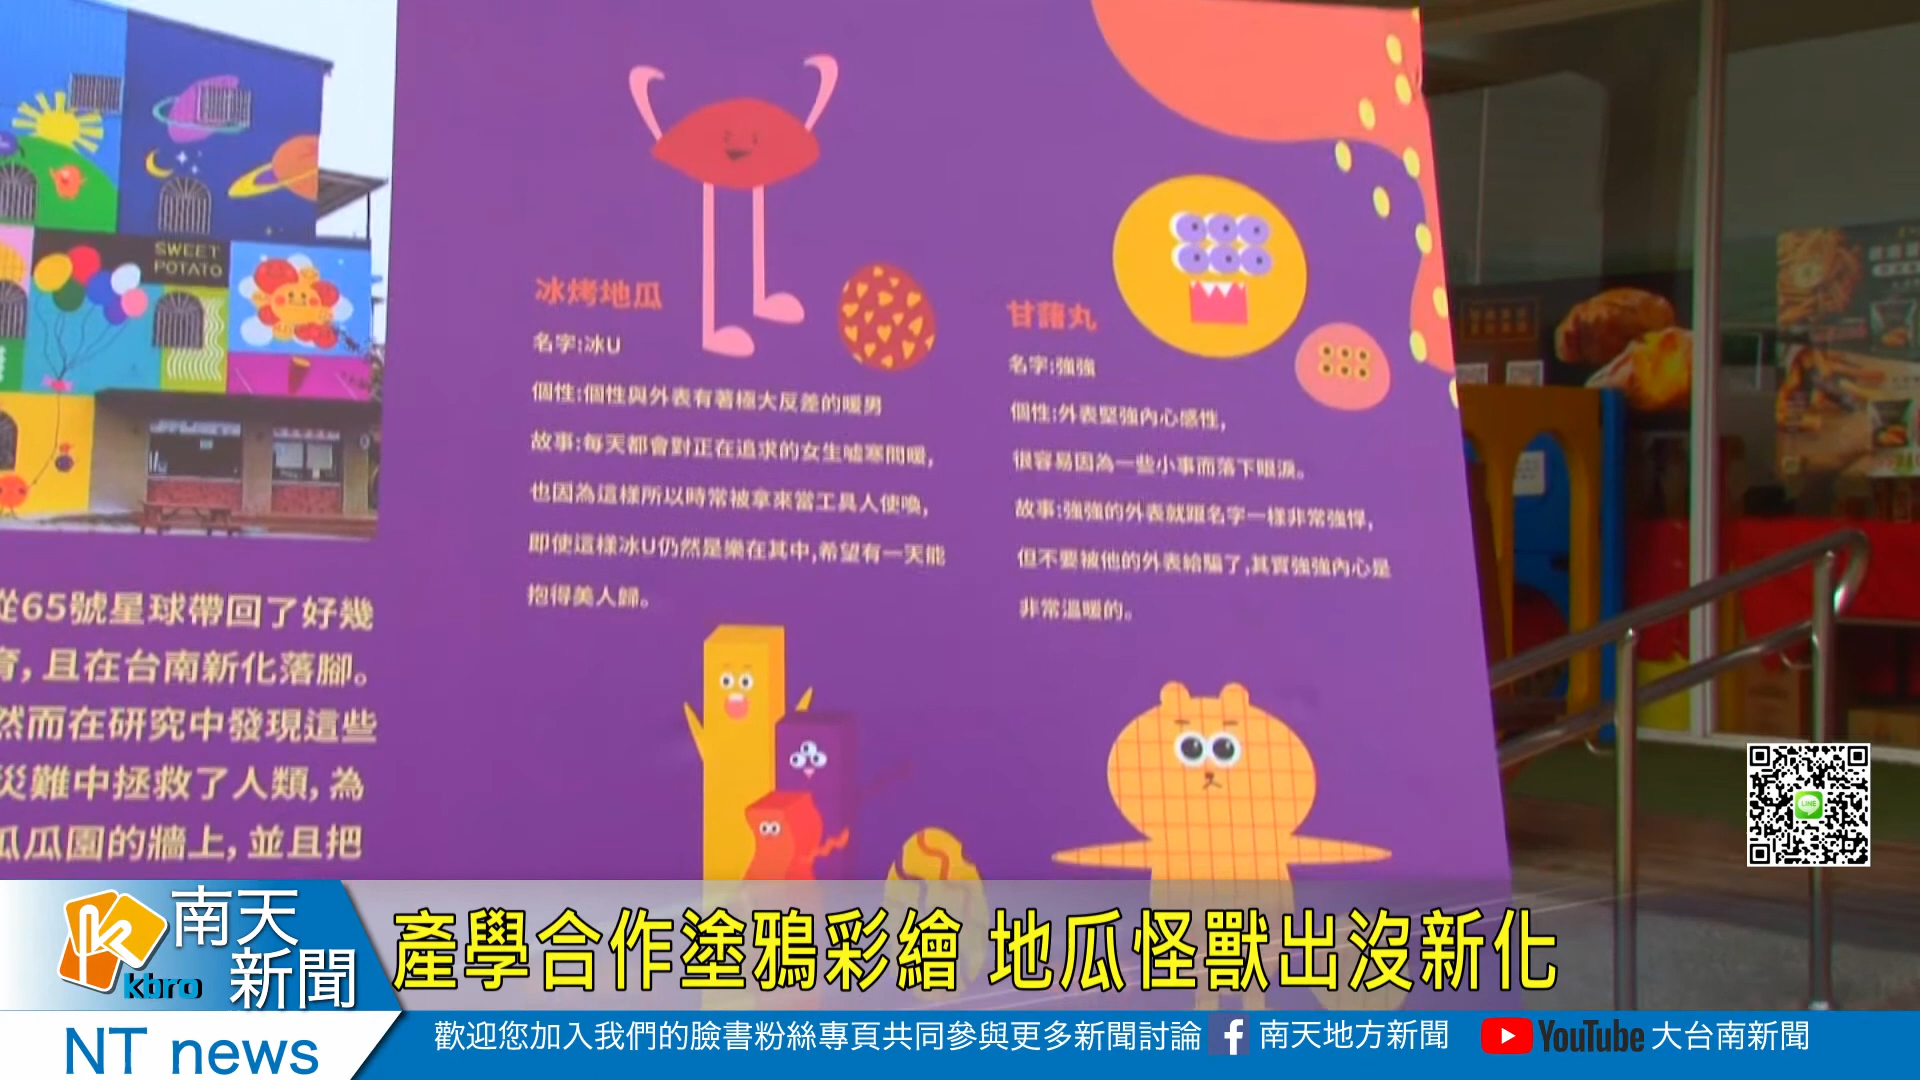 SWEET
POTATO
冰烤地瓜
名字:冰U
個性:個性與外表有著極大反差的暖男
故事:每天都會對正在追求的女生噓寒問暖,
也因為這樣所以時常被拿來當工具人使喚,
即使這樣冰U仍然是樂在其中,希望有一天能
抱得美人歸。
甘藷丸
名字:強強
個性:外表堅強內心感性,
很容易因為一些小事而落下眼淚。
故事:強強的外表就跟名字一樣非常強悍,
但不要被他的外表給騙了,其實強強內心是
非常溫暖的。
從65號星球帶回了好幾
育,且在台南新化落腳。
然而在研究中發現這些
災難中拯救了人類,為
瓜瓜園的牆上,並且把
LINE
南天
新聞
kbro
產學合作塗鴉彩繪 地瓜怪獸出沒新化
NT news
歡迎您加入我們的臉書粉絲專頁共同參與更多新聞討論 南天地方新聞 YouTube 大台南新聞